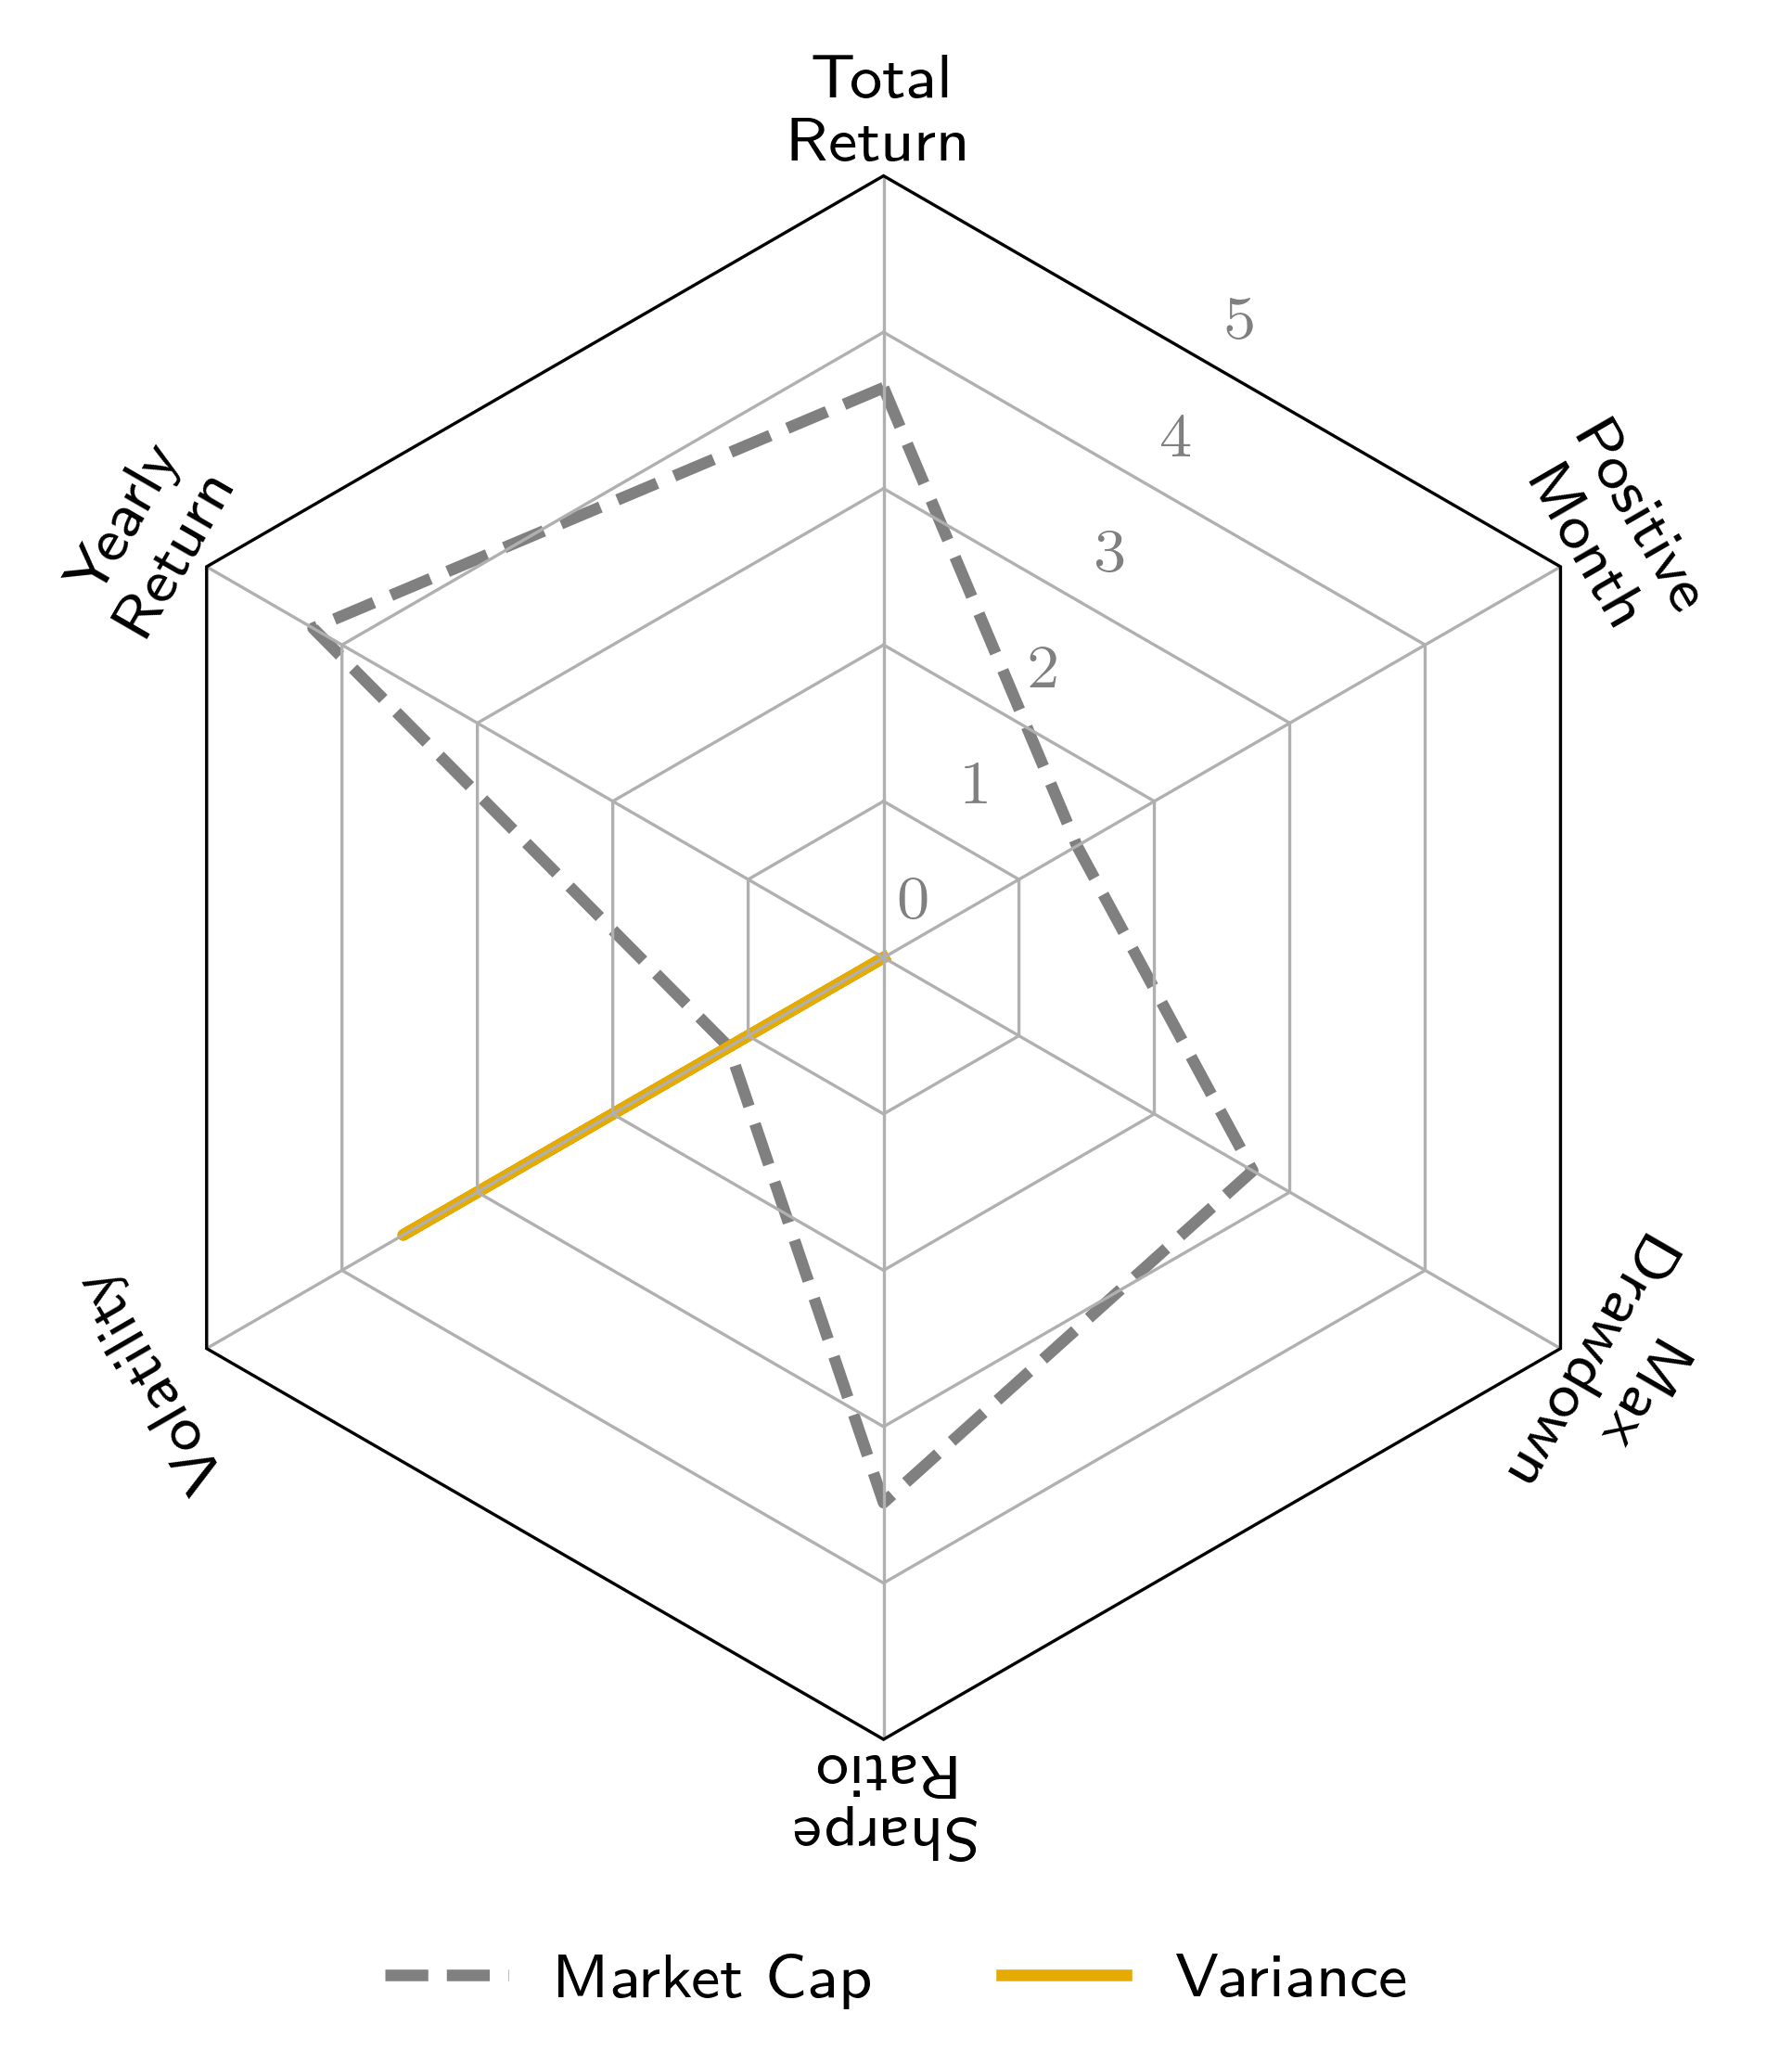 Total
Return
5
4
3
2
1
0
Yearly
Return
Positive
Month
Volatility
Max
Drawdown
Sharpe
Ratio
Market Cap
Variance